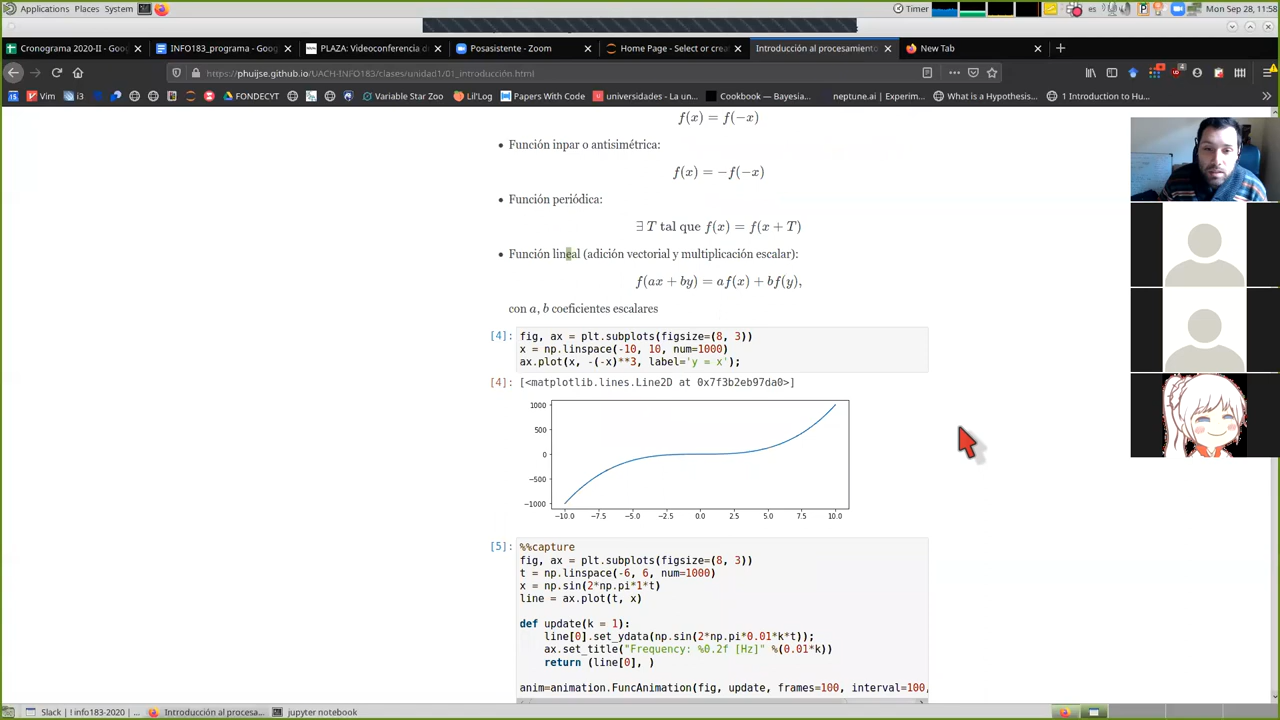 Applications Places System Timer es Mon Sep 28, 11:58
Cronograma 2020-II - Goo INFO183_programa - Goog PLAZA: Videoconferencia d Posasistente - Zoom Home Page - Select or crea Introducción al procesamiento New Tab
https://phuijse.github.io/UACH-INFO183/clases/unidad1/01_introducción.html
Vim i3 FONDECYT Variable Star Zoo Lil'Log Papers With Code universidades - La un... Cookbook — Bayesia... neptune.ai | Experim... What is a Hypothesis... 1 Introduction to Hu...
f(x) = f(−x)
• Función inpar o antisimétrica:
f(x) = −f(−x)
• Función periódica:
∃ T tal que f(x) = f(x + T)
• Función lineal (adición vectorial y multiplicación escalar):
f(ax + by) = af(x) + bf(y),
con a, b coeficientes escalares
[4]: fig, ax = plt.subplots(figsize=(8, 3))
x = np.linspace(-10, 10, num=1000)
ax.plot(x, -(-x)**3, label='y = x');
[4]: [<matplotlib.lines.Line2D at 0x7f3b2eb97da0>]
1000
500
0
−500
−1000
−10.0 −7.5 −5.0 −2.5 0.0 2.5 5.0 7.5 10.0
[5]: %%capture
fig, ax = plt.subplots(figsize=(8, 3))
t = np.linspace(-6, 6, num=1000)
x = np.sin(2*np.pi*1*t)
line = ax.plot(t, x)
def update(k = 1):
line[0].set_ydata(np.sin(2*np.pi*0.01*k*t));
ax.set_title("Frequency: %0.2f [Hz]" %(0.01*k))
return (line[0], )
anim=animation.FuncAnimation(fig, update, frames=100, interval=100,
Slack | ! info183-2020 | ... Introducción al procesa... jupyter notebook